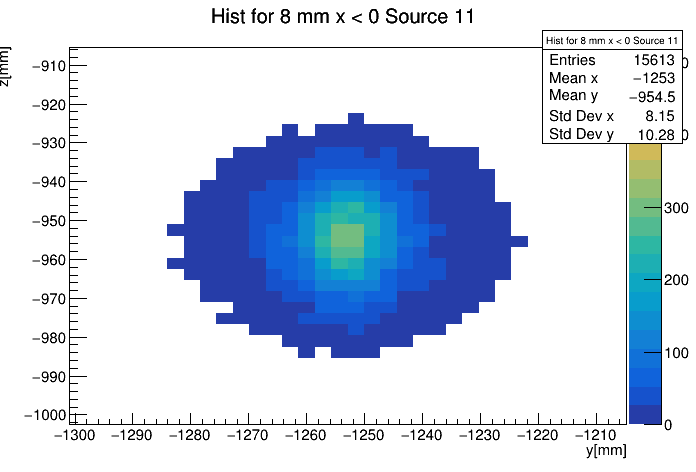 Hist for 8 mm x < 0 Source 11
Hist for 8 mm x < 0 Source 11
Entries 15613
Mean x −1253
Mean y −954.5
Std Dev x 8.15
Std Dev y 10.28
z[mm]
−910
−920
−930
−940
−950
−960
−970
−980
−990
−1000
−1300
−1290
−1280
−1270
−1260
−1250
−1240
−1230
−1220
−1210
y[mm]
300
200
100
0